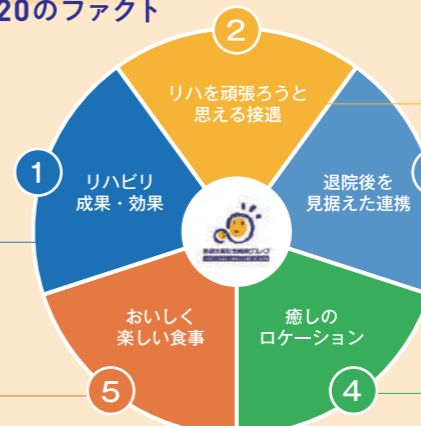 20のファクト
2
リハを頑張ろうと
思える接遇
1
リハビリ
成果・効果
退院後を
見据えた連携
おいしく
楽しい食事
癒しの
ロケーション
5
4